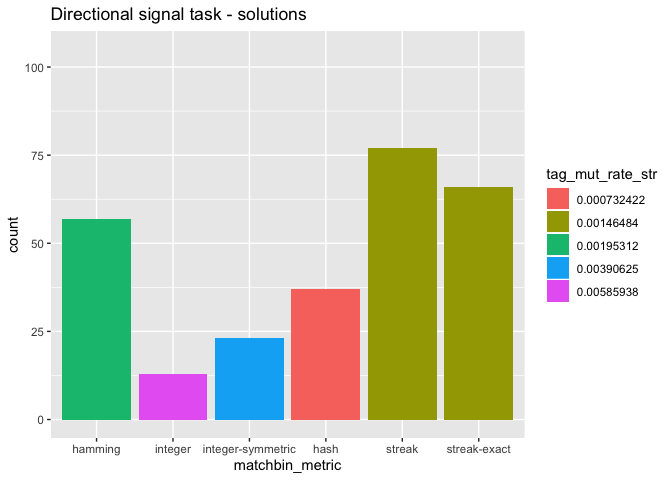 Directional signal task - solutions
100
75
50
25
0
count
hamming
integer
integer-symmetric
hash
streak
streak-exact
matchbin_metric
tag_mut_rate_str
0.000732422
0.00146484
0.00195312
0.00390625
0.00585938